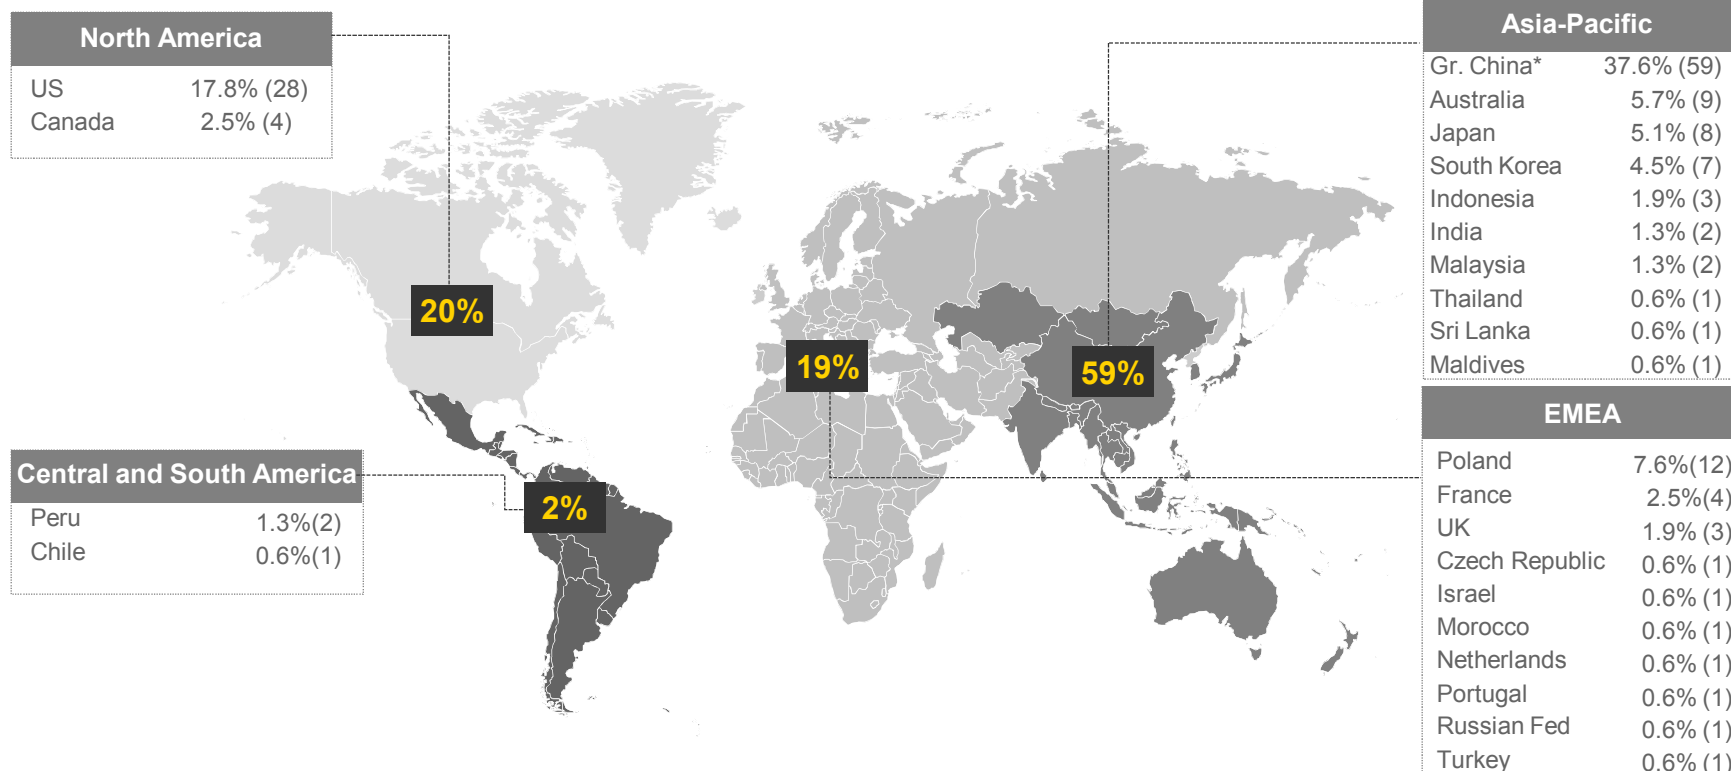 North America
US 17.8% (28)
Canada 2.5% (4)
20%
Central and South America
Peru 1.3%(2)
Chile 0.6%(1)
2%
19%
59%
Asia-Pacific
Gr. China* 37.6% (59)
Australia 5.7% (9)
Japan 5.1% (8)
South Korea 4.5% (7)
Indonesia 1.9% (3)
India 1.3% (2)
Malaysia 1.3% (2)
Thailand 0.6% (1)
Sri Lanka 0.6% (1)
Maldives 0.6% (1)
EMEA
Poland 7.6%(12)
France 2.5%(4)
UK 1.9% (3)
Czech Republic 0.6% (1)
Israel 0.6% (1)
Morocco 0.6% (1)
Netherlands 0.6% (1)
Portugal 0.6% (1)
Russian Fed 0.6% (1)
Turkey 0.6% (1)